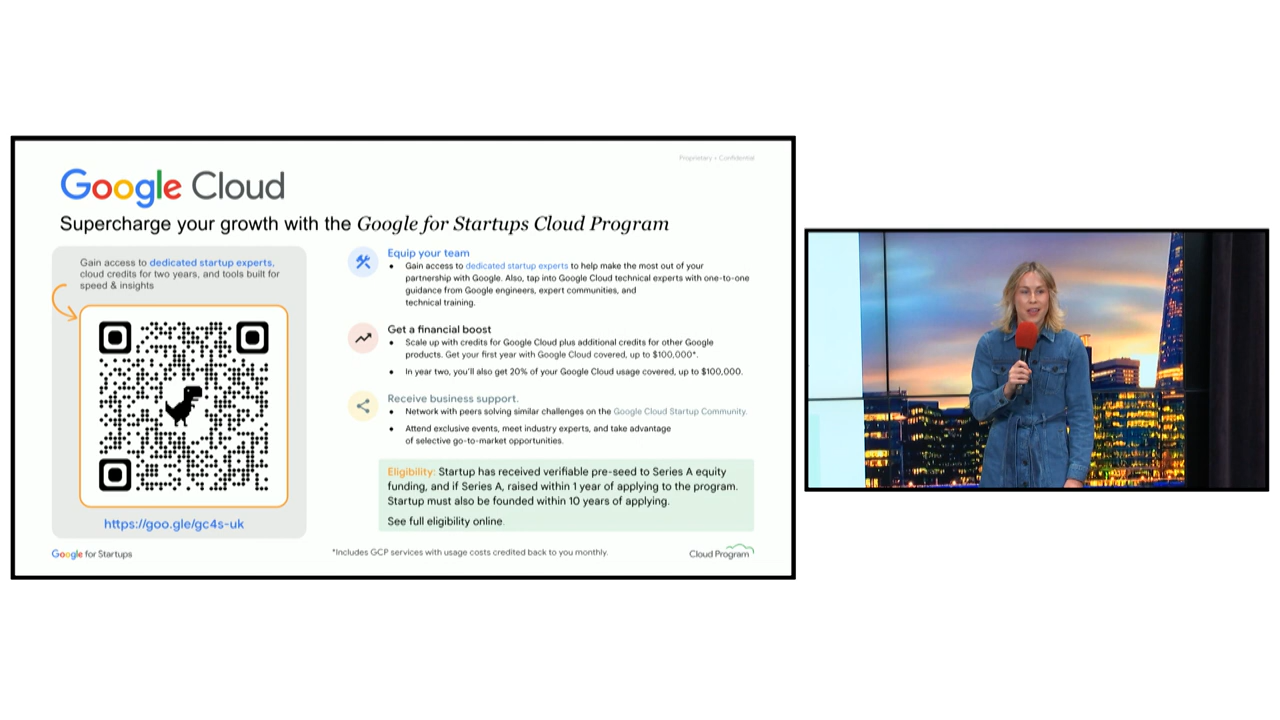 Proprietary + Confidential
Google Cloud
Supercharge your growth with the Google for Startups Cloud Program
Gain access to dedicated startup experts,
cloud credits for two years, and tools built for
speed & insights
https://goo.gle/gc4s-uk
Equip your team
Gain access to dedicated startup experts to help make the most out of your
partnership with Google. Also, tap into Google Cloud technical experts with one-to-one
guidance from Google engineers, expert communities, and
technical training.
Get a financial boost
Scale up with credits for Google Cloud plus additional credits for other Google
products. Get your first year with Google Cloud covered, up to $100,000*.
In year two, you'll also get 20% of your Google Cloud usage covered, up to $100,000.
Receive business support.
Network with peers solving similar challenges on the Google Cloud Startup Community.
Attend exclusive events, meet industry experts, and take advantage
of selective go-to-market opportunities.
Eligibility: Startup has received verifiable pre-seed to Series A equity
funding, and if Series A, raised within 1 year of applying to the program.
Startup must also be founded within 10 years of applying.
See full eligibility online.
Google for Startups
*Includes GCP services with usage costs credited back to you monthly.
Cloud Program